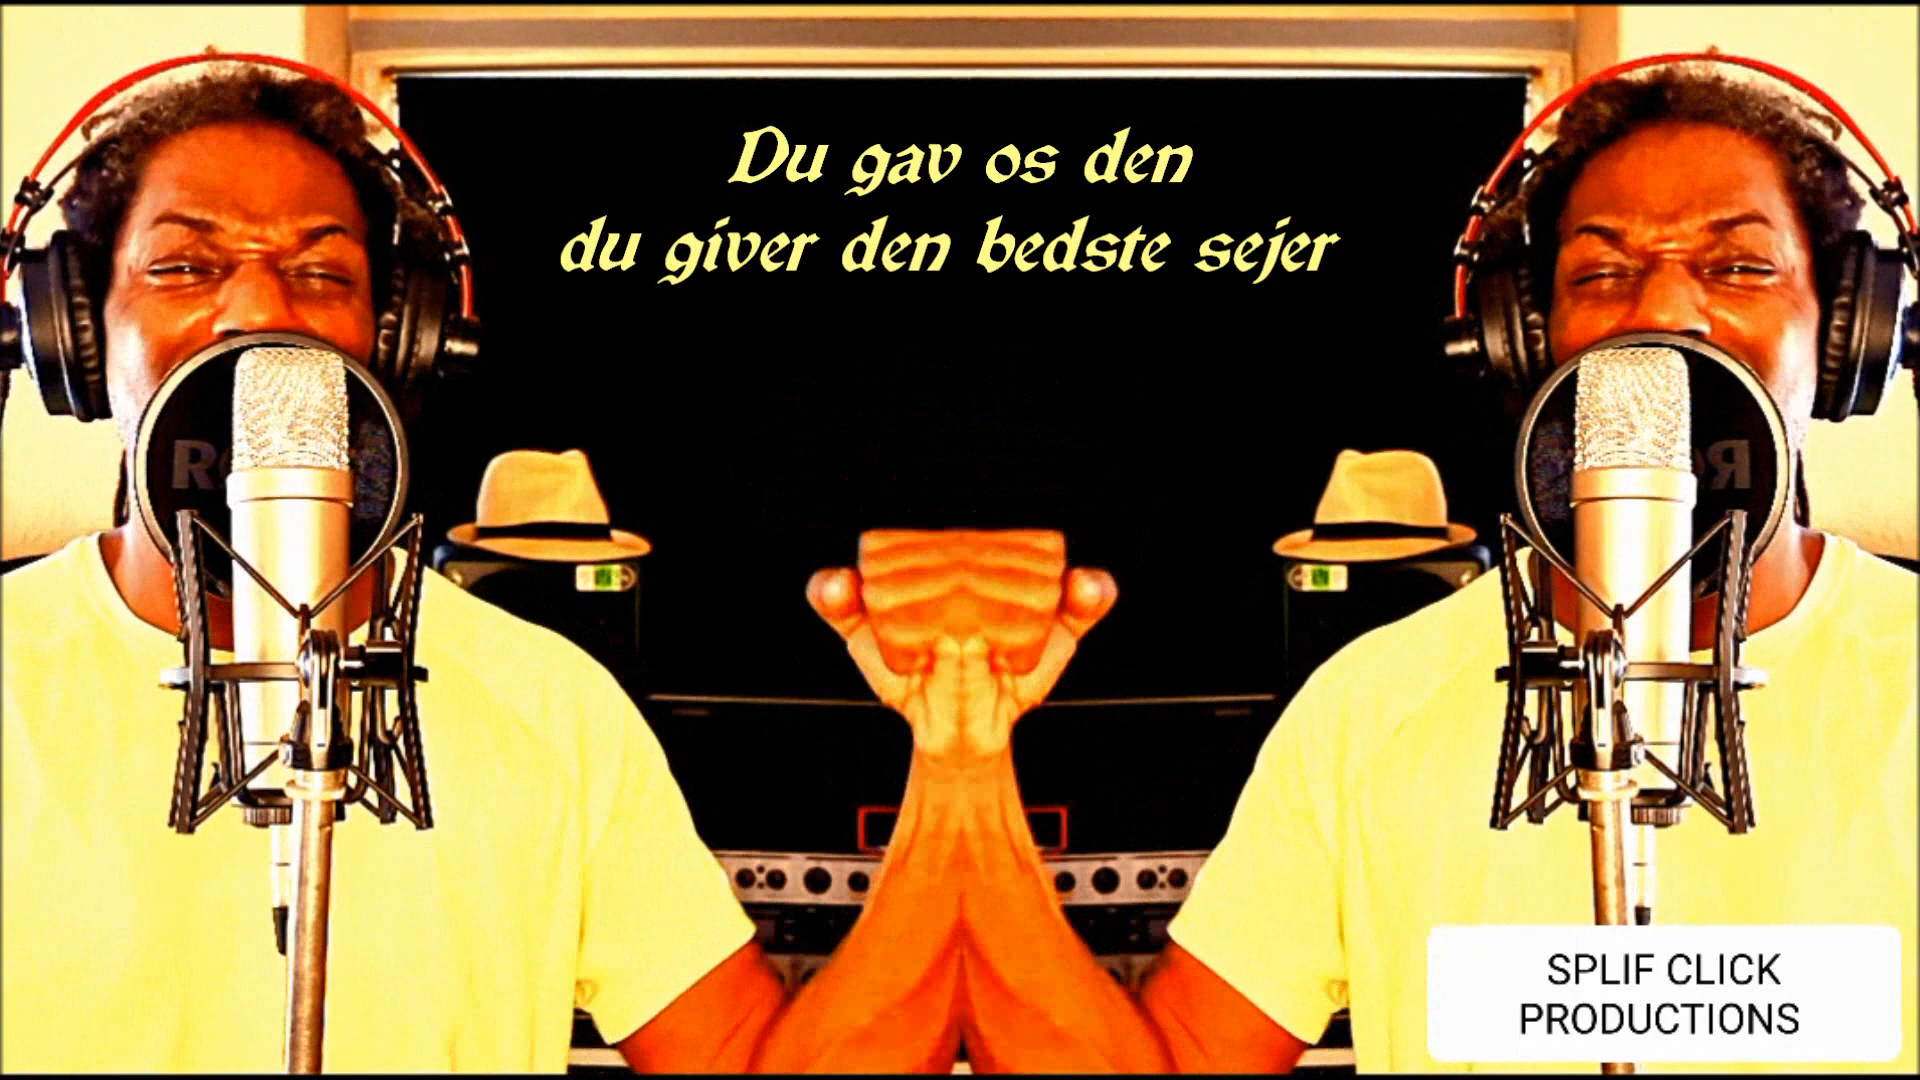 Du gav os den
du giver den bedste sejer
SPLIF CLICK
PRODUCTIONS